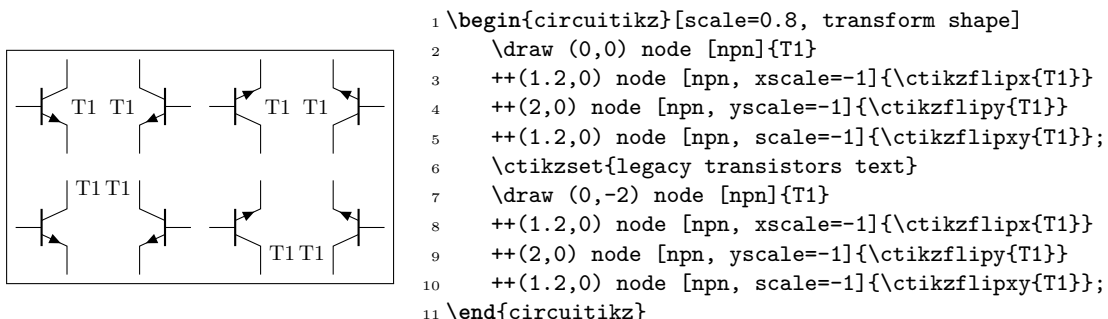 T1 T1 T1 T1
T1 T1
T1 T1
1 \begin{circuitikz}[scale=0.8, transform shape]
2     \draw (0,0) node [npn]{T1}
3     ++(1.2,0) node [npn, xscale=-1]{\ctikzflipx{T1}}
4     ++(2,0) node [npn, yscale=-1]{\ctikzflipy{T1}}
5     ++(1.2,0) node [npn, scale=-1]{\ctikzflipxy{T1}};
6     \ctikzset{legacy transistors text}
7     \draw (0,-2) node [npn]{T1}
8     ++(1.2,0) node [npn, xscale=-1]{\ctikzflipx{T1}}
9     ++(2,0) node [npn, yscale=-1]{\ctikzflipy{T1}}
10     ++(1.2,0) node [npn, scale=-1]{\ctikzflipxy{T1}};
11 \end{circuitikz}